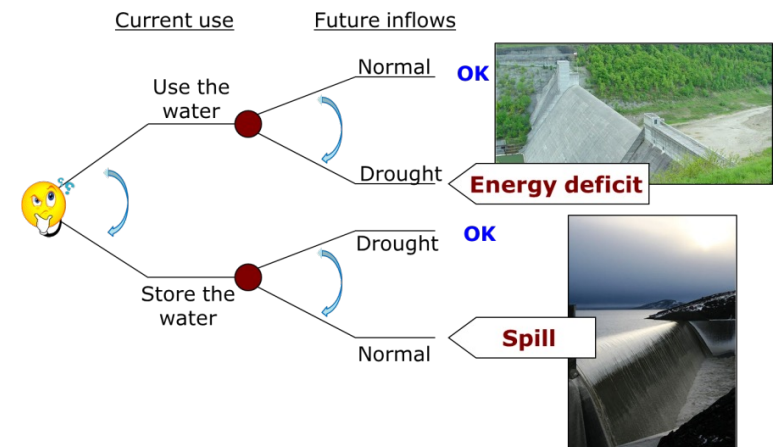 Current use
Future inflows
Use the
water
Normal
OK
Drought
Energy deficit
Store the
water
Drought
OK
Normal
Spill